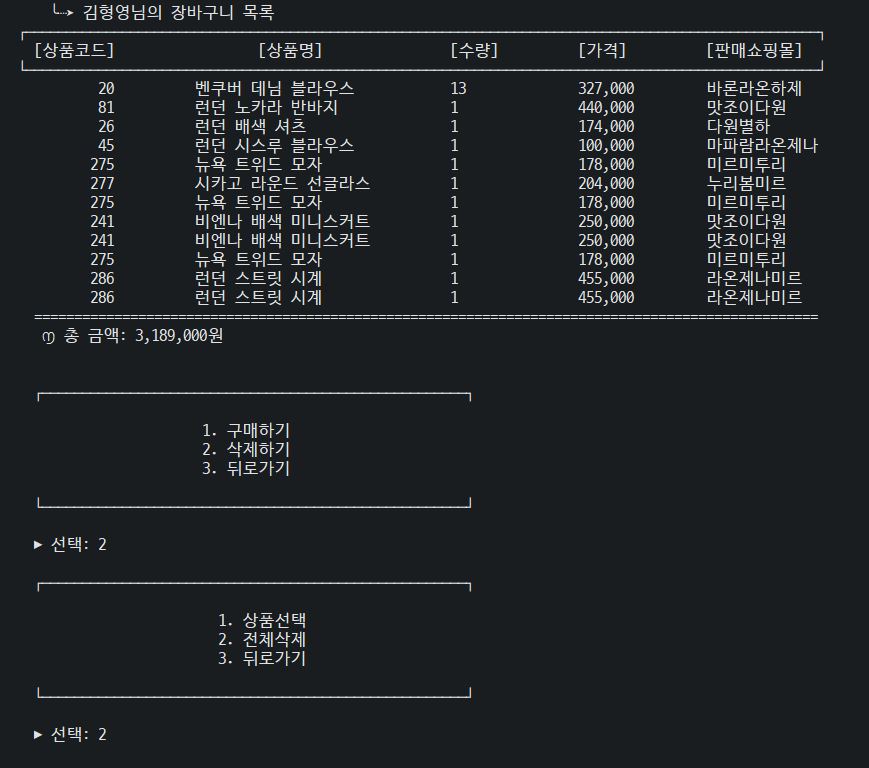 ╰┈➤ 김형영님의 장바구니 목록
[상품코드] [상품명] [수량] [가격] [판매쇼핑몰]
20 벤쿠버 데님 블라우스 13 327,000 바론라온하제
81 런던 노카라 반바지 1 440,000 맛조이다원
26 런던 배색 셔츠 1 174,000 다원별하
45 런던 시스루 블라우스 1 100,000 마파람라온제나
275 뉴욕 트위드 모자 1 178,000 미르미투리
277 시카고 라운드 선글라스 1 204,000 누리봄미르
275 뉴욕 트위드 모자 1 178,000 미르미투리
241 비엔나 배색 미니스커트 1 250,000 맛조이다원
241 비엔나 배색 미니스커트 1 250,000 맛조이다원
275 뉴욕 트위드 모자 1 178,000 미르미투리
286 런던 스트릿 시계 1 455,000 라온제나미르
286 런던 스트릿 시계 1 455,000 라온제나미르
==================================================================================================
총 금액: 3,189,000원
1. 구매하기
2. 삭제하기
3. 뒤로가기
► 선택: 2
1. 상품선택
2. 전체삭제
3. 뒤로가기
► 선택: 2